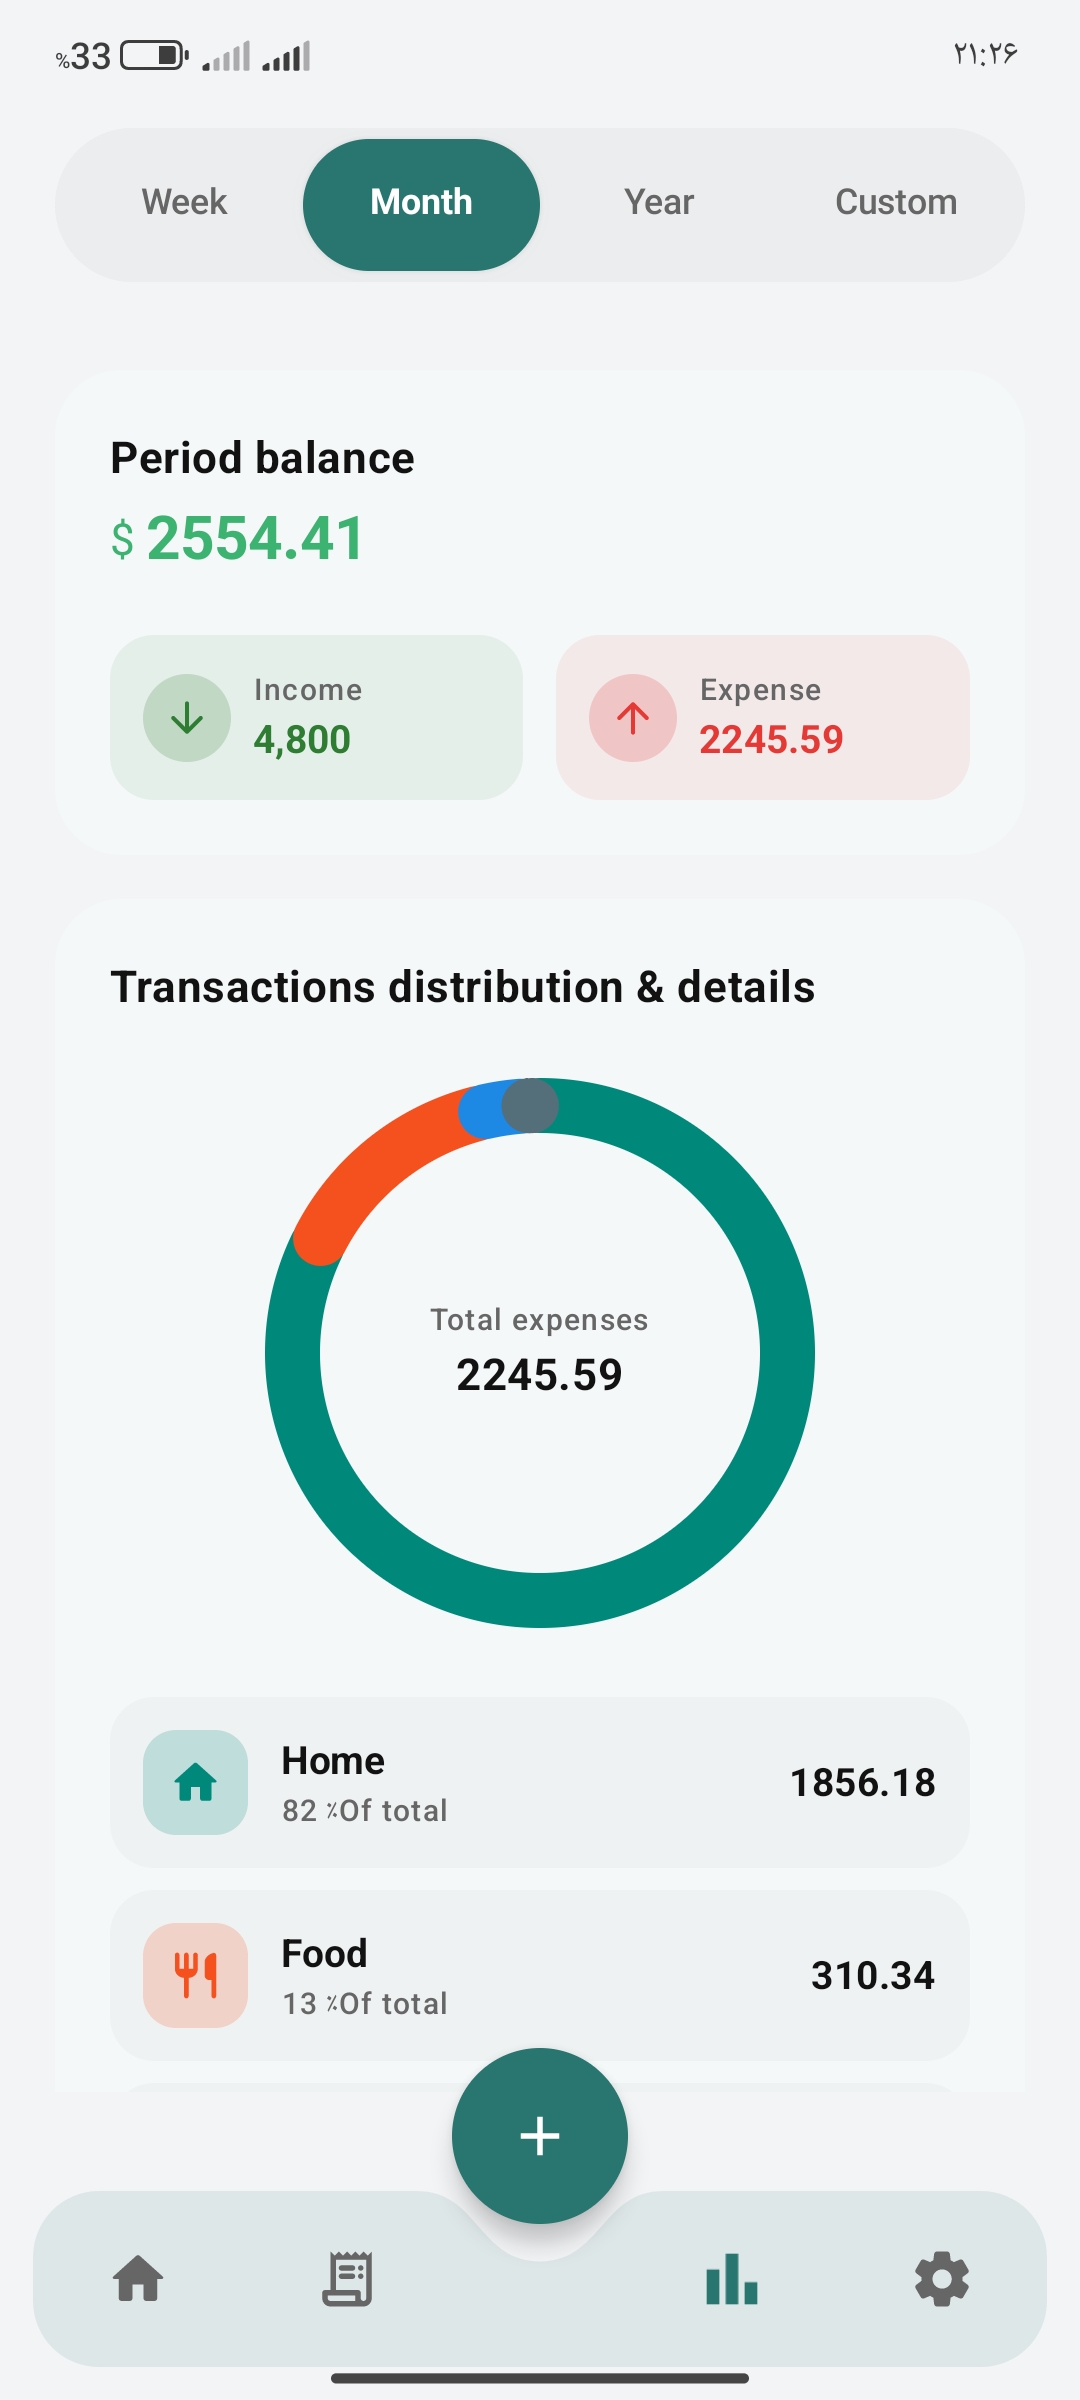 %33
۲۱:۲۶
Week Month Year Custom
Period balance
$ 2554.41
Income
4,800
Expense
2245.59
Transactions distribution & details
Total expenses
2245.59
Home
82 ٪Of total
1856.18
Food
13 ٪Of total
310.34